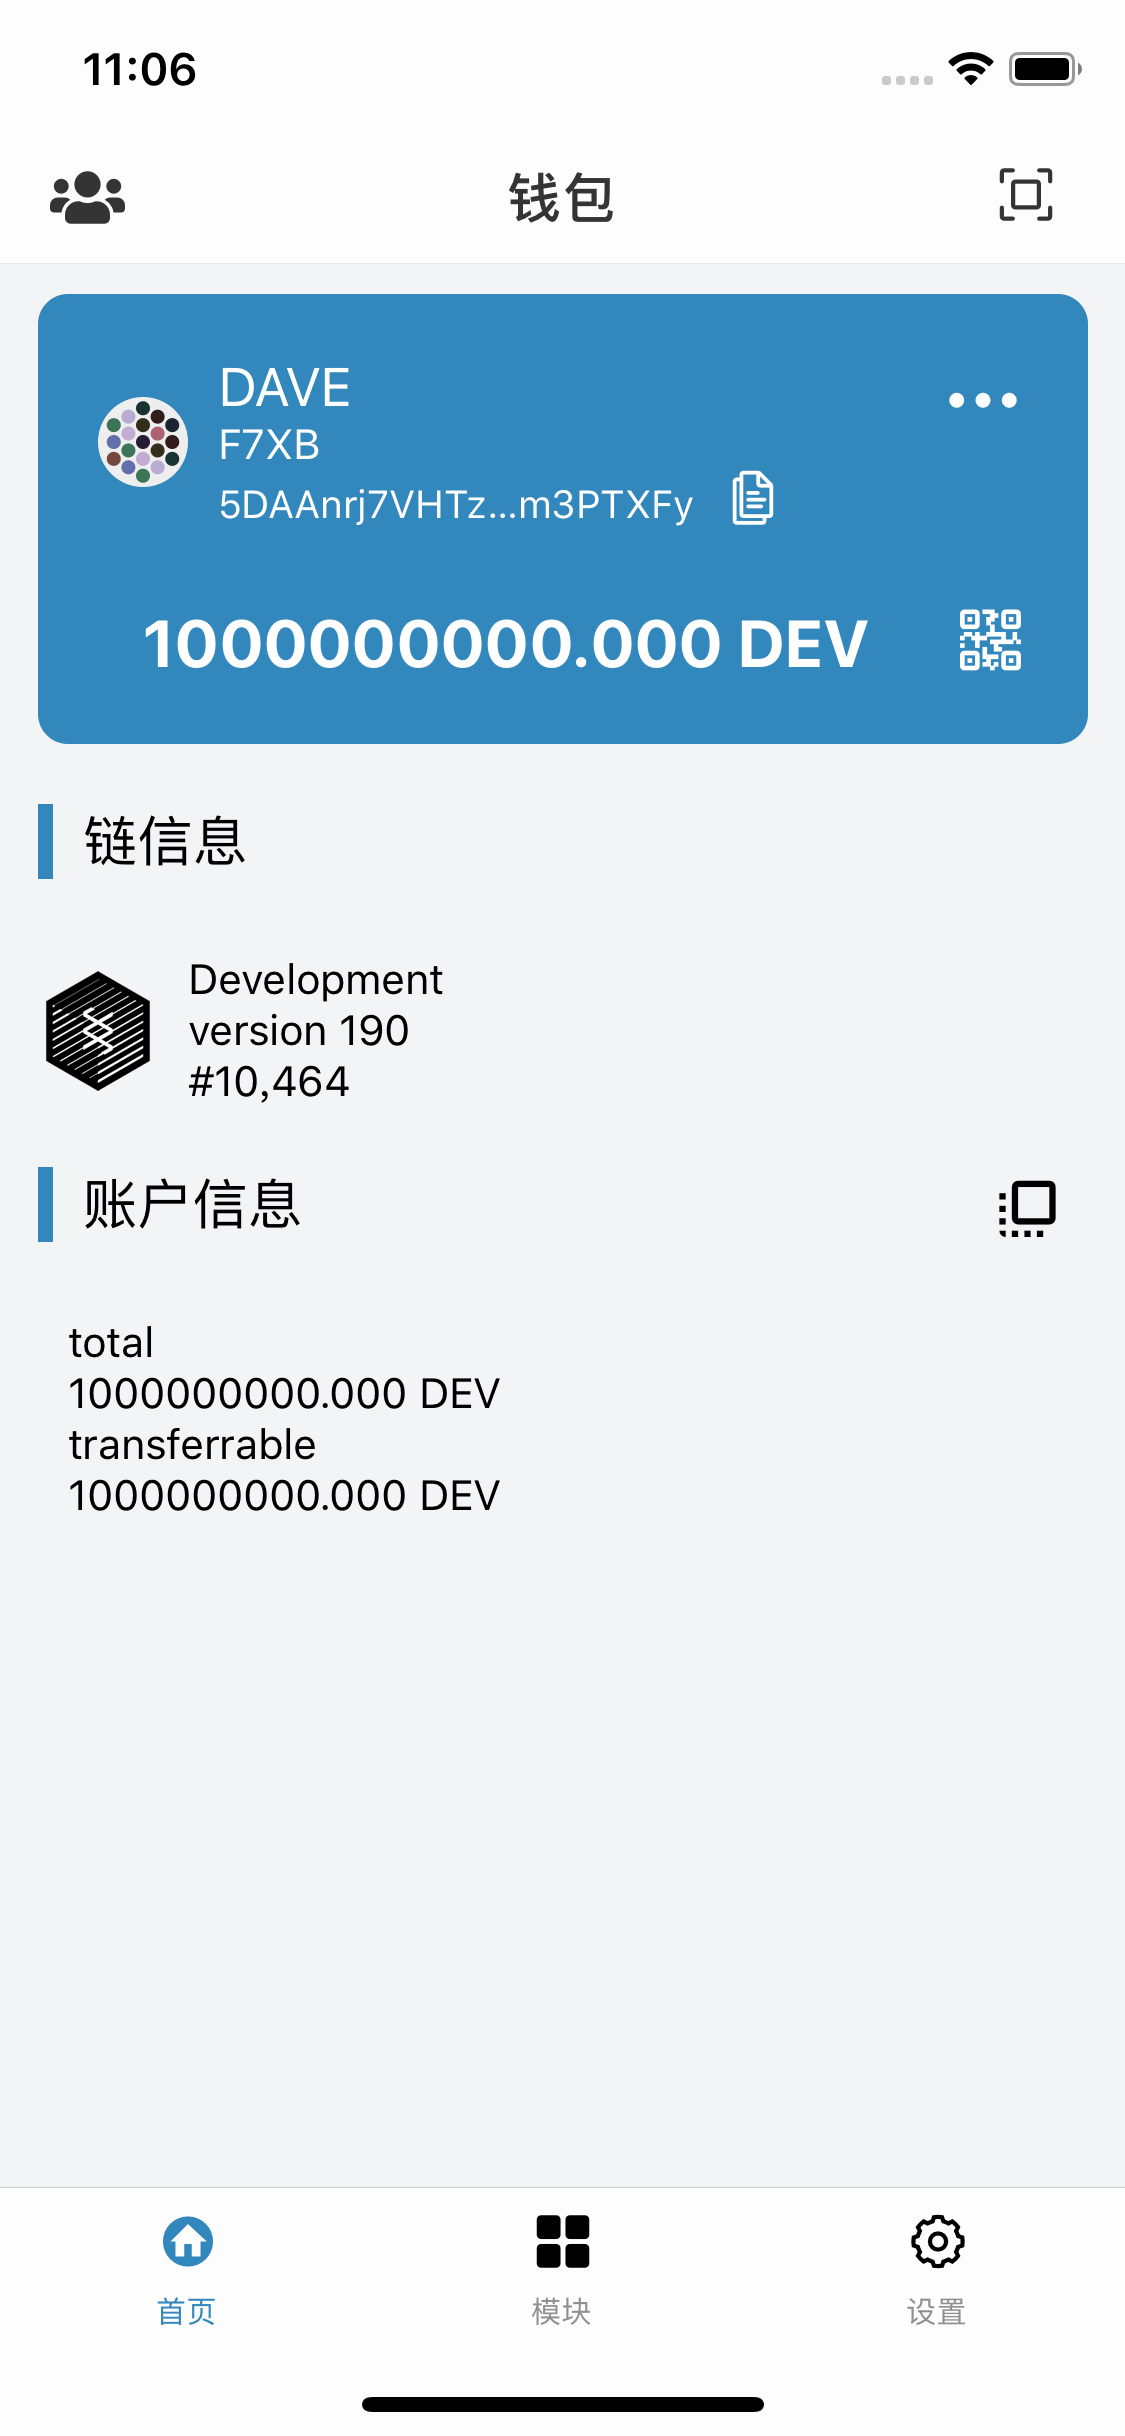 11:06
钱包
DAVE
F7XB
5DAAnrj7VHTz...m3PTXFy
1000000000.000 DEV
链信息
Development
version 190
#10,464
账户信息
total
1000000000.000 DEV
transferrable
1000000000.000 DEV
首页
模块
设置